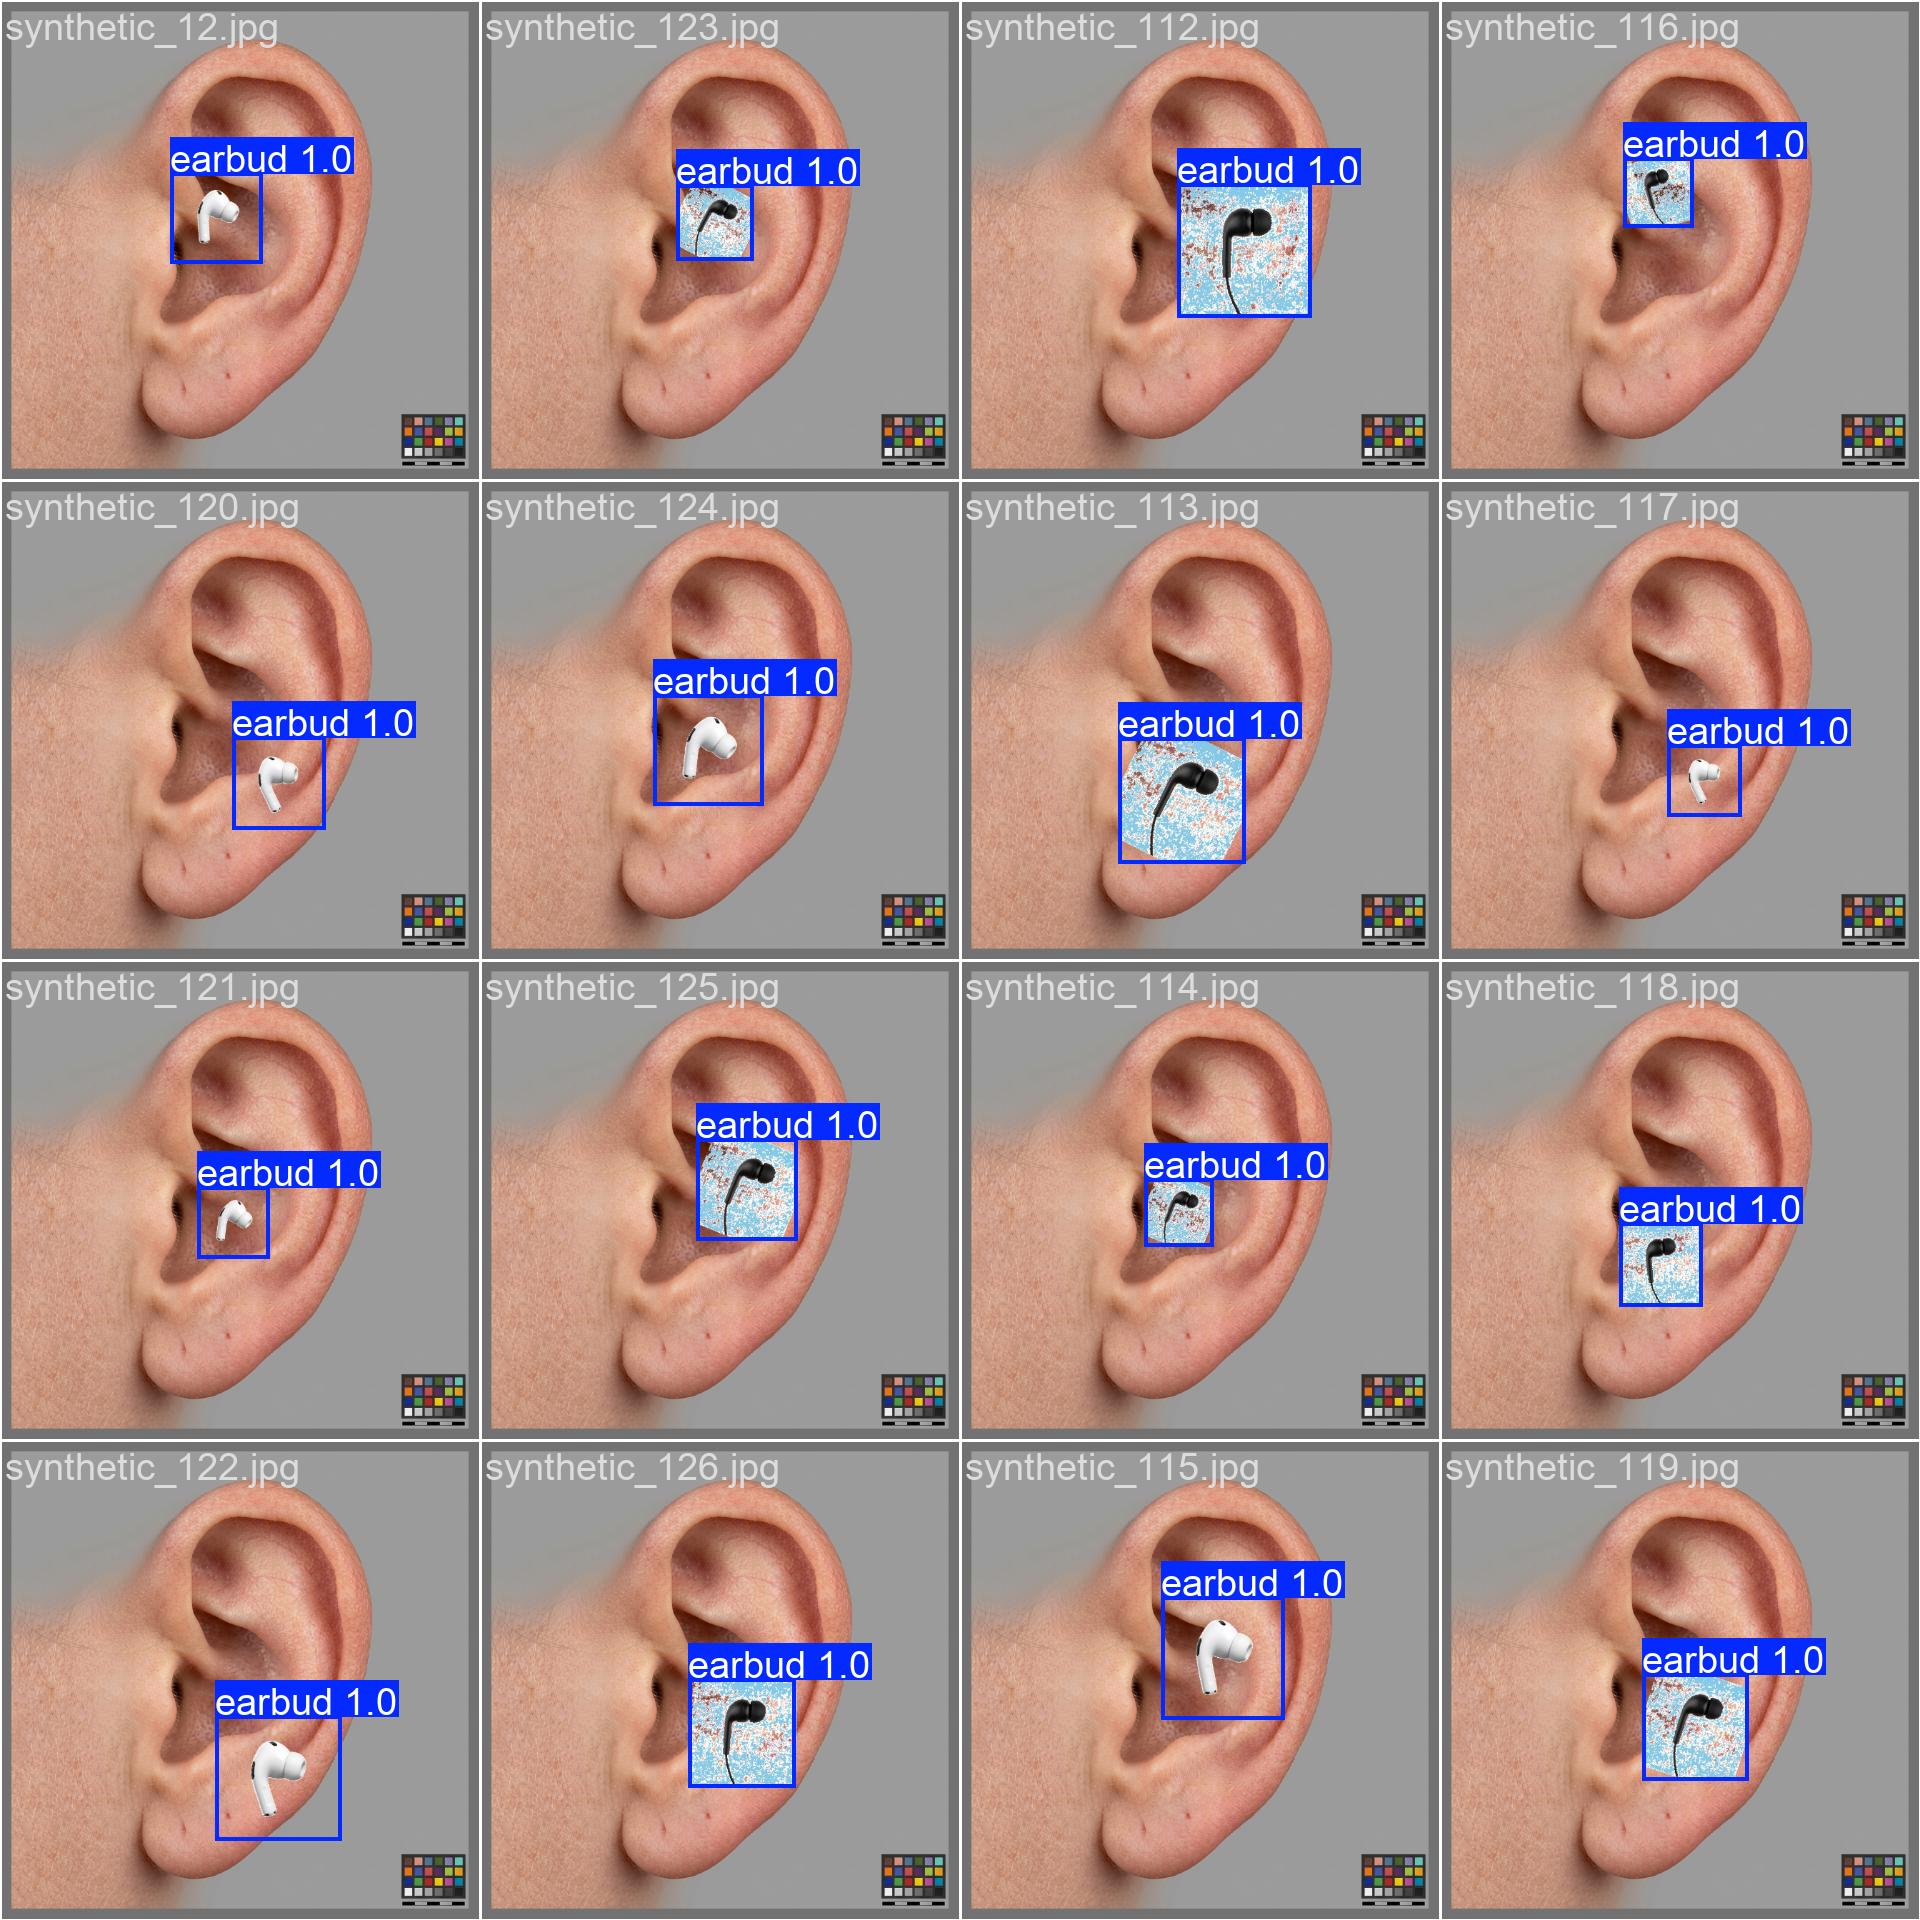 synthetic_12.jpg
earbud 1.0
synthetic_123.jpg
earbud 1.0
synthetic_112.jpg
earbud 1.0
synthetic_116.jpg
earbud 1.0
synthetic_120.jpg
earbud 1.0
synthetic_124.jpg
earbud 1.0
synthetic_113.jpg
earbud 1.0
synthetic_117.jpg
earbud 1.0
synthetic_121.jpg
earbud 1.0
synthetic_125.jpg
earbud 1.0
synthetic_114.jpg
earbud 1.0
synthetic_118.jpg
earbud 1.0
synthetic_122.jpg
earbud 1.0
synthetic_126.jpg
earbud 1.0
synthetic_115.jpg
earbud 1.0
synthetic_119.jpg
earbud 1.0